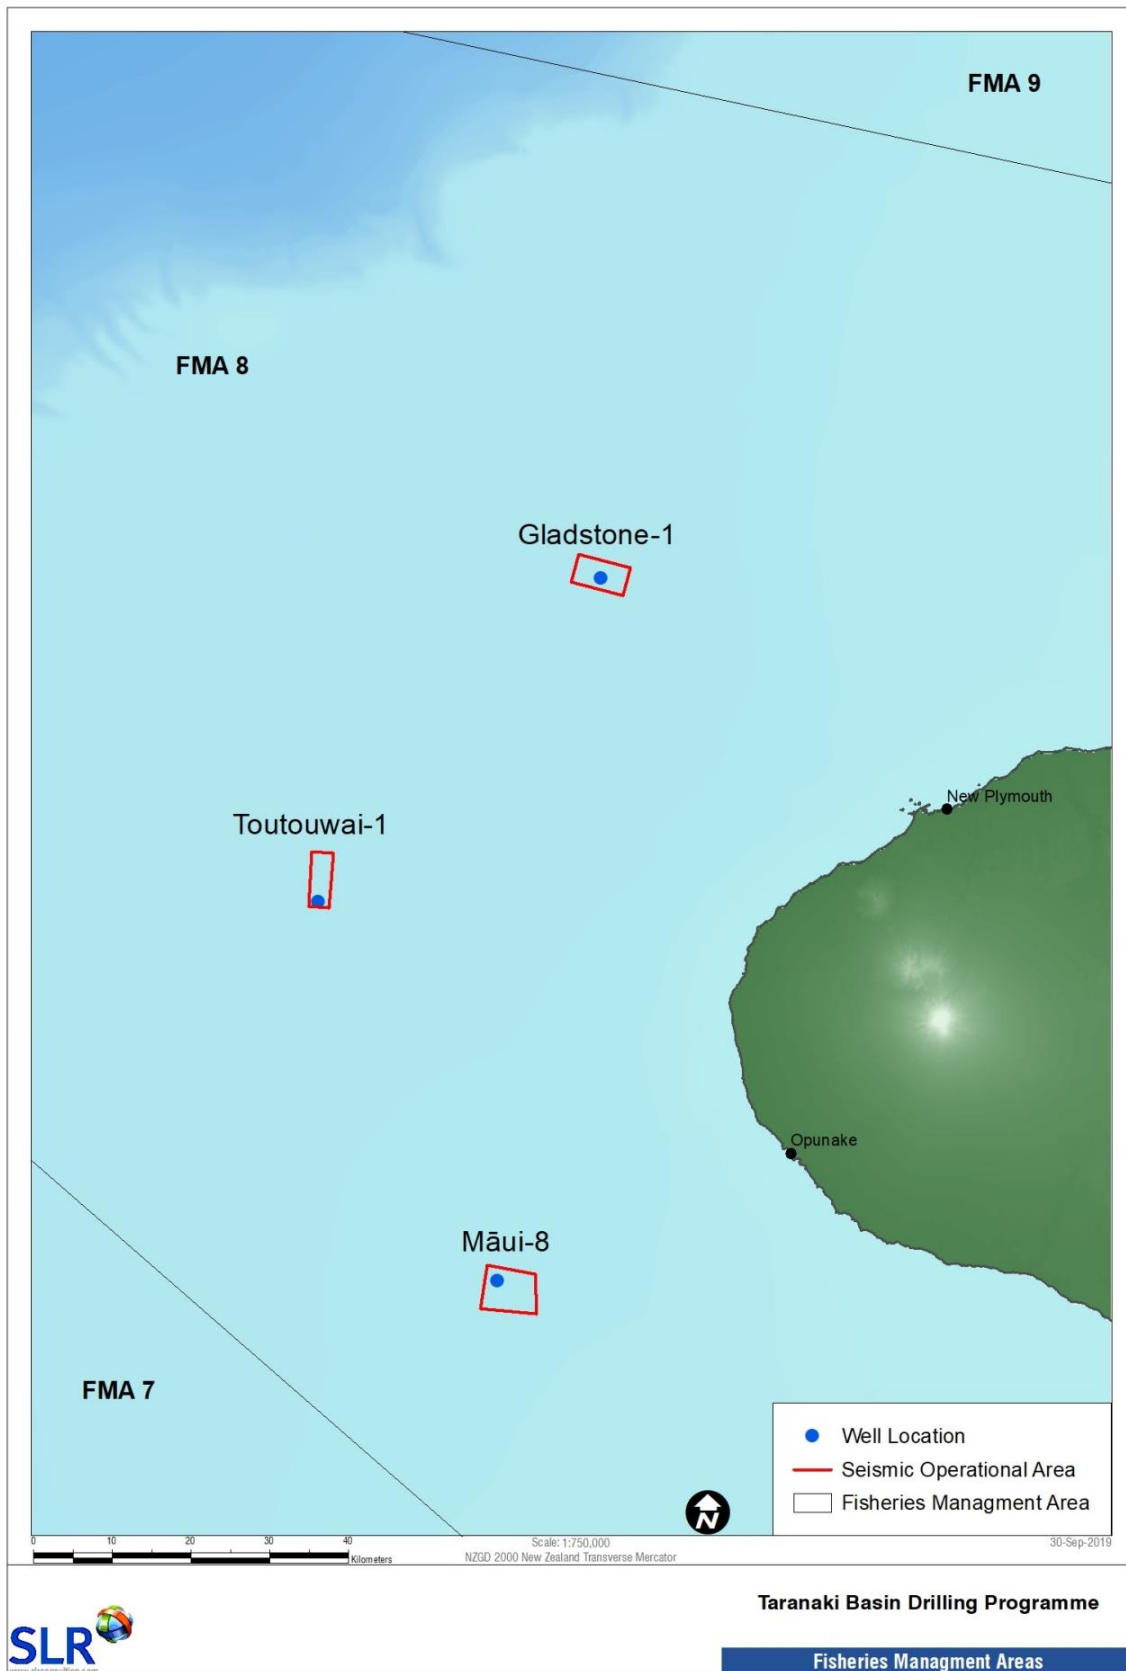 FMA 9
FMA 8
Gladstone-1
New Plymouth
Toutouwai-1
Opunake
Māui-8
FMA 7
Well Location
Seismic Operational Area
Fisheries Managment Area
N
0 10 20 30 40
Kilometers
Scale: 1:750,000
NZGD 2000 New Zealand Transverse Mercator
30-Sep-2019
Taranaki Basin Drilling Programme
SLR
Fisheries Managment Areas